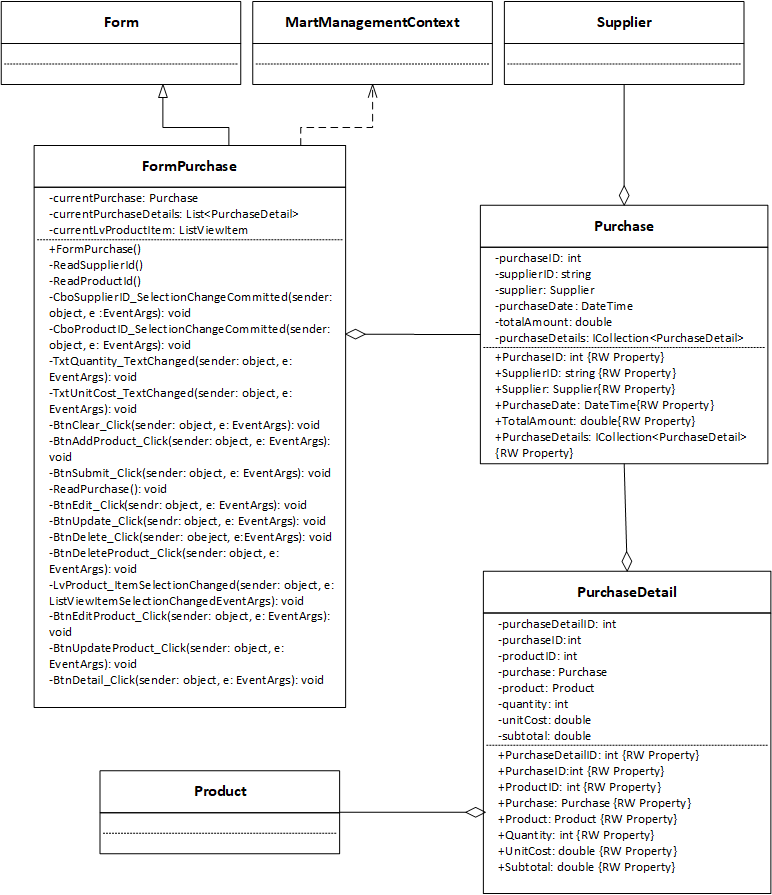 Form
MartManagementContext
Supplier
FormPurchase
-currentPurchase: Purchase
-currentPurchaseDetails: List<PurchaseDetail>
-currentLvProductItem: ListViewItem
+FormPurchase()
-ReadSupplierId()
-ReadProductId()
-CboSupplierID_SelectionChangeCommitted(sender:
object, e :EventArgs): void
-CboProductID_SelectionChangeCommitted(sender:
object, e: EventArgs): void
-TxtQuantity_TextChanged(sender: object, e:
EventArgs): void
-TxtUnitCost_TextChanged(sender: object, e:
EventArgs): void
-BtnClear_Click(sender: object, e: EventArgs): void
-BtnAddProduct_Click(sender: object, e: EventArgs):
void
-BtnSubmit_Click(sender: object, e: EventArgs): void
-ReadPurchase(): void
-BtnEdit_Click(sendr: object, e: EventArgs): void
-BtnUpdate_Click(sendr: object, e: EventArgs): void
-BtnDelete_Click(sender: obejct, e:EventArgs): void
-BtnDeleteProduct_Click(sender: object, e:
EventArgs): void
-LvProduct_ItemSelectionChanged(sender: object, e:
ListViewItemSelectionChangedEventArgs): void
-BtnEditProduct_Click(sender: object, e: EventArgs):
void
-BtnUpdateProduct_Click(sender: object, e:
EventArgs): void
-BtnDetail_Click(sender: object, e: EventArgs): void
Purchase
-purchaseID: int
-supplierID: string
-supplier: Supplier
-purchaseDate: DateTime
-totalAmount: double
-purchaseDetails: ICollection<PurchaseDetail>
+PurchaseID: int {RW Property}
+SupplierID: string {RW Property}
+Supplier: Supplier{RW Property}
+PurchaseDate: DateTime{RW Property}
+TotalAmount: double{RW Property}
+PurchaseDetails: ICollection<PurchaseDetail>
{RW Property}
PurchaseDetail
-purchaseDetailID: int
-purchaseID:int
-productID: int
-purchase: Purchase
-product: Product
-quantity: int
-unitCost: double
-subtotal: double
+PurchaseDetailID: int {RW Property}
+PurchaseID:int {RW Property}
+ProductID: int {RW Property}
+Purchase: Purchase {RW Property}
+Product: Product {RW Property}
+Quantity: int {RW Property}
+UnitCost: double {RW Property}
+Subtotal: double {RW Property}
Product